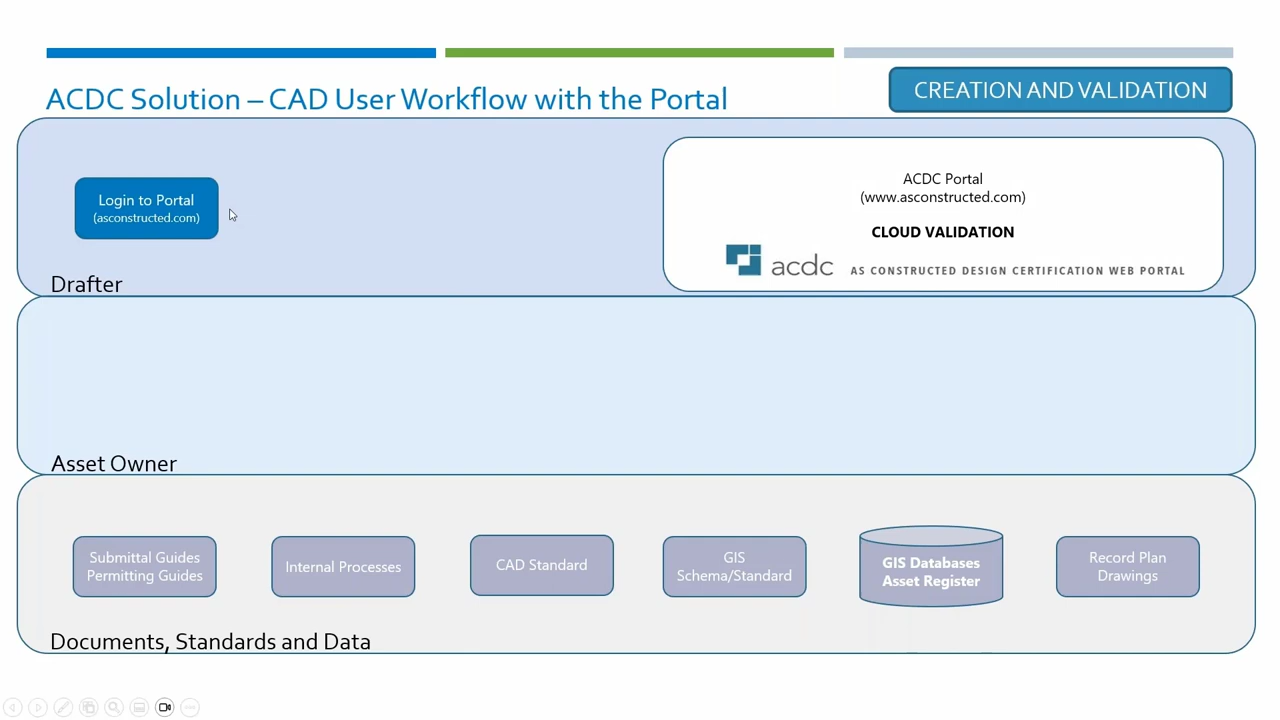 CREATION AND VALIDATION
ACDC Solution – CAD User Workflow with the Portal
Login to Portal
(asconstructed.com)
ACDC Portal
(www.asconstructed.com)
CLOUD VALIDATION
acdc AS CONSTRUCTED DESIGN CERTIFICATION WEB PORTAL
Drafter
Asset Owner
Submittal Guides
Permitting Guides
Internal Processes
CAD Standard
GIS
Schema/Standard
GIS Databases
Asset Register
Record Plan
Drawings
Documents, Standards and Data